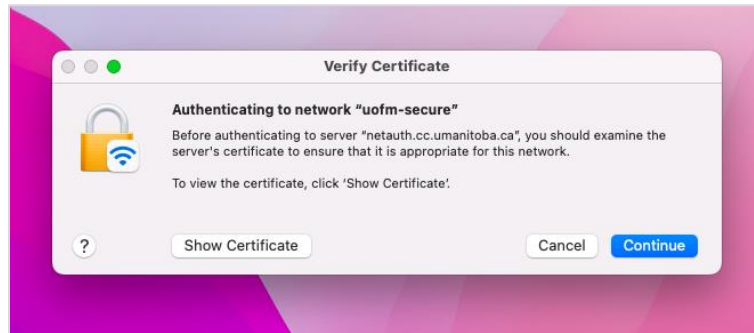 Verify Certificate
Authenticating to network “uofm-secure”
Before authenticating to server “netauth.cc.umanitoba.ca”, you should examine the
server’s certificate to ensure that it is appropriate for this network.
To view the certificate, click ‘Show Certificate’.
?
Show Certificate
Cancel
Continue